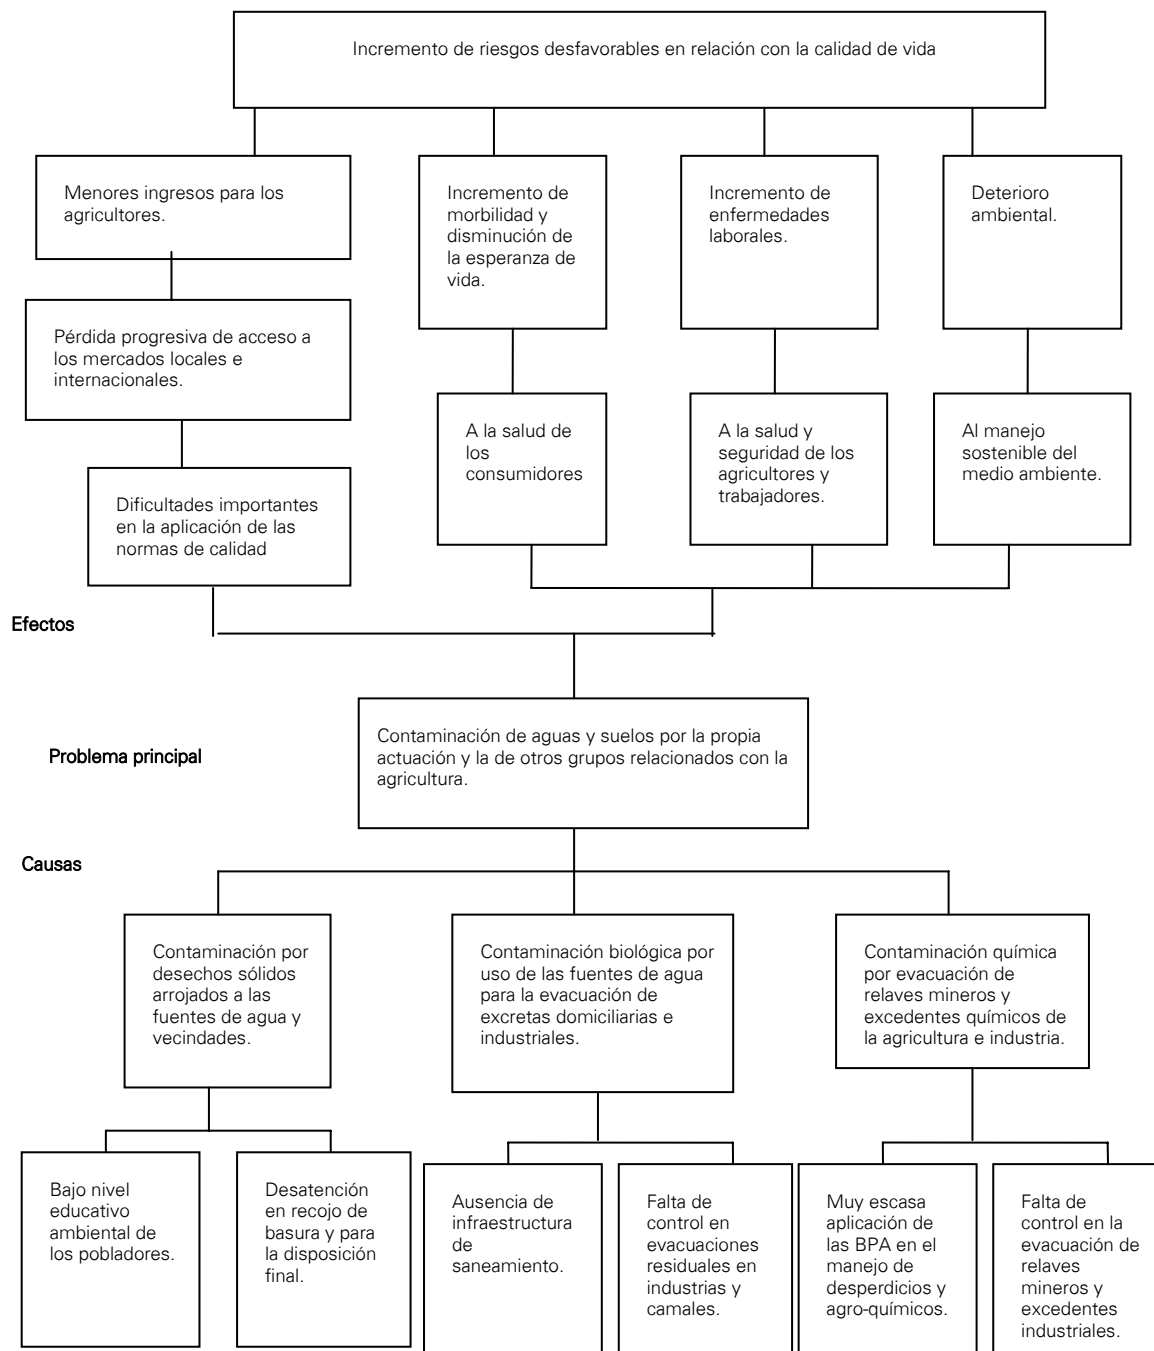 Incremento de riesgos desfavorables en relación con la calidad de vida
Menores ingresos para los
agricultores.
Incremento de
morbilidad y
disminución de
la esperanza de
vida.
Incremento de
enfermedades
laborales.
Deterioro
ambiental.
Pérdida progresiva de acceso a
los mercados locales e
internacionales.
A la salud de
los
consumidores
A la salud y
seguridad de los
agricultores y
trabajadores.
Al manejo
sostenible del
medio ambiente.
Dificultades importantes
en la aplicación de las
normas de calidad
Efectos
Problema principal
Contaminación de aguas y suelos por la propia
actuación y la de otros grupos relacionados con la
agricultura.
Causas
Contaminación por
desechos sólidos
arrojados a las
fuentes de agua y
vecindades.
Contaminación biológica por
uso de las fuentes de agua
para la evacuación de
excretas domiciliarias e
industriales.
Contaminación química
por evacuación de
relaves mineros y
excedentes químicos de
la agricultura e industria.
Bajo nivel
educativo
ambiental de
los pobladores.
Desatención
en recojo de
basura y para
la disposición
final.
Ausencia de
infraestructura
de
saneamiento.
Falta de
control en
evacuaciones
residuales en
industrias y
camales.
Muy escasa
aplicación de
las BPA en el
manejo de
desperdicios y
agro-químicos.
Falta de
control en la
evacuación de
relaves
mineros y
excedentes
industriales.